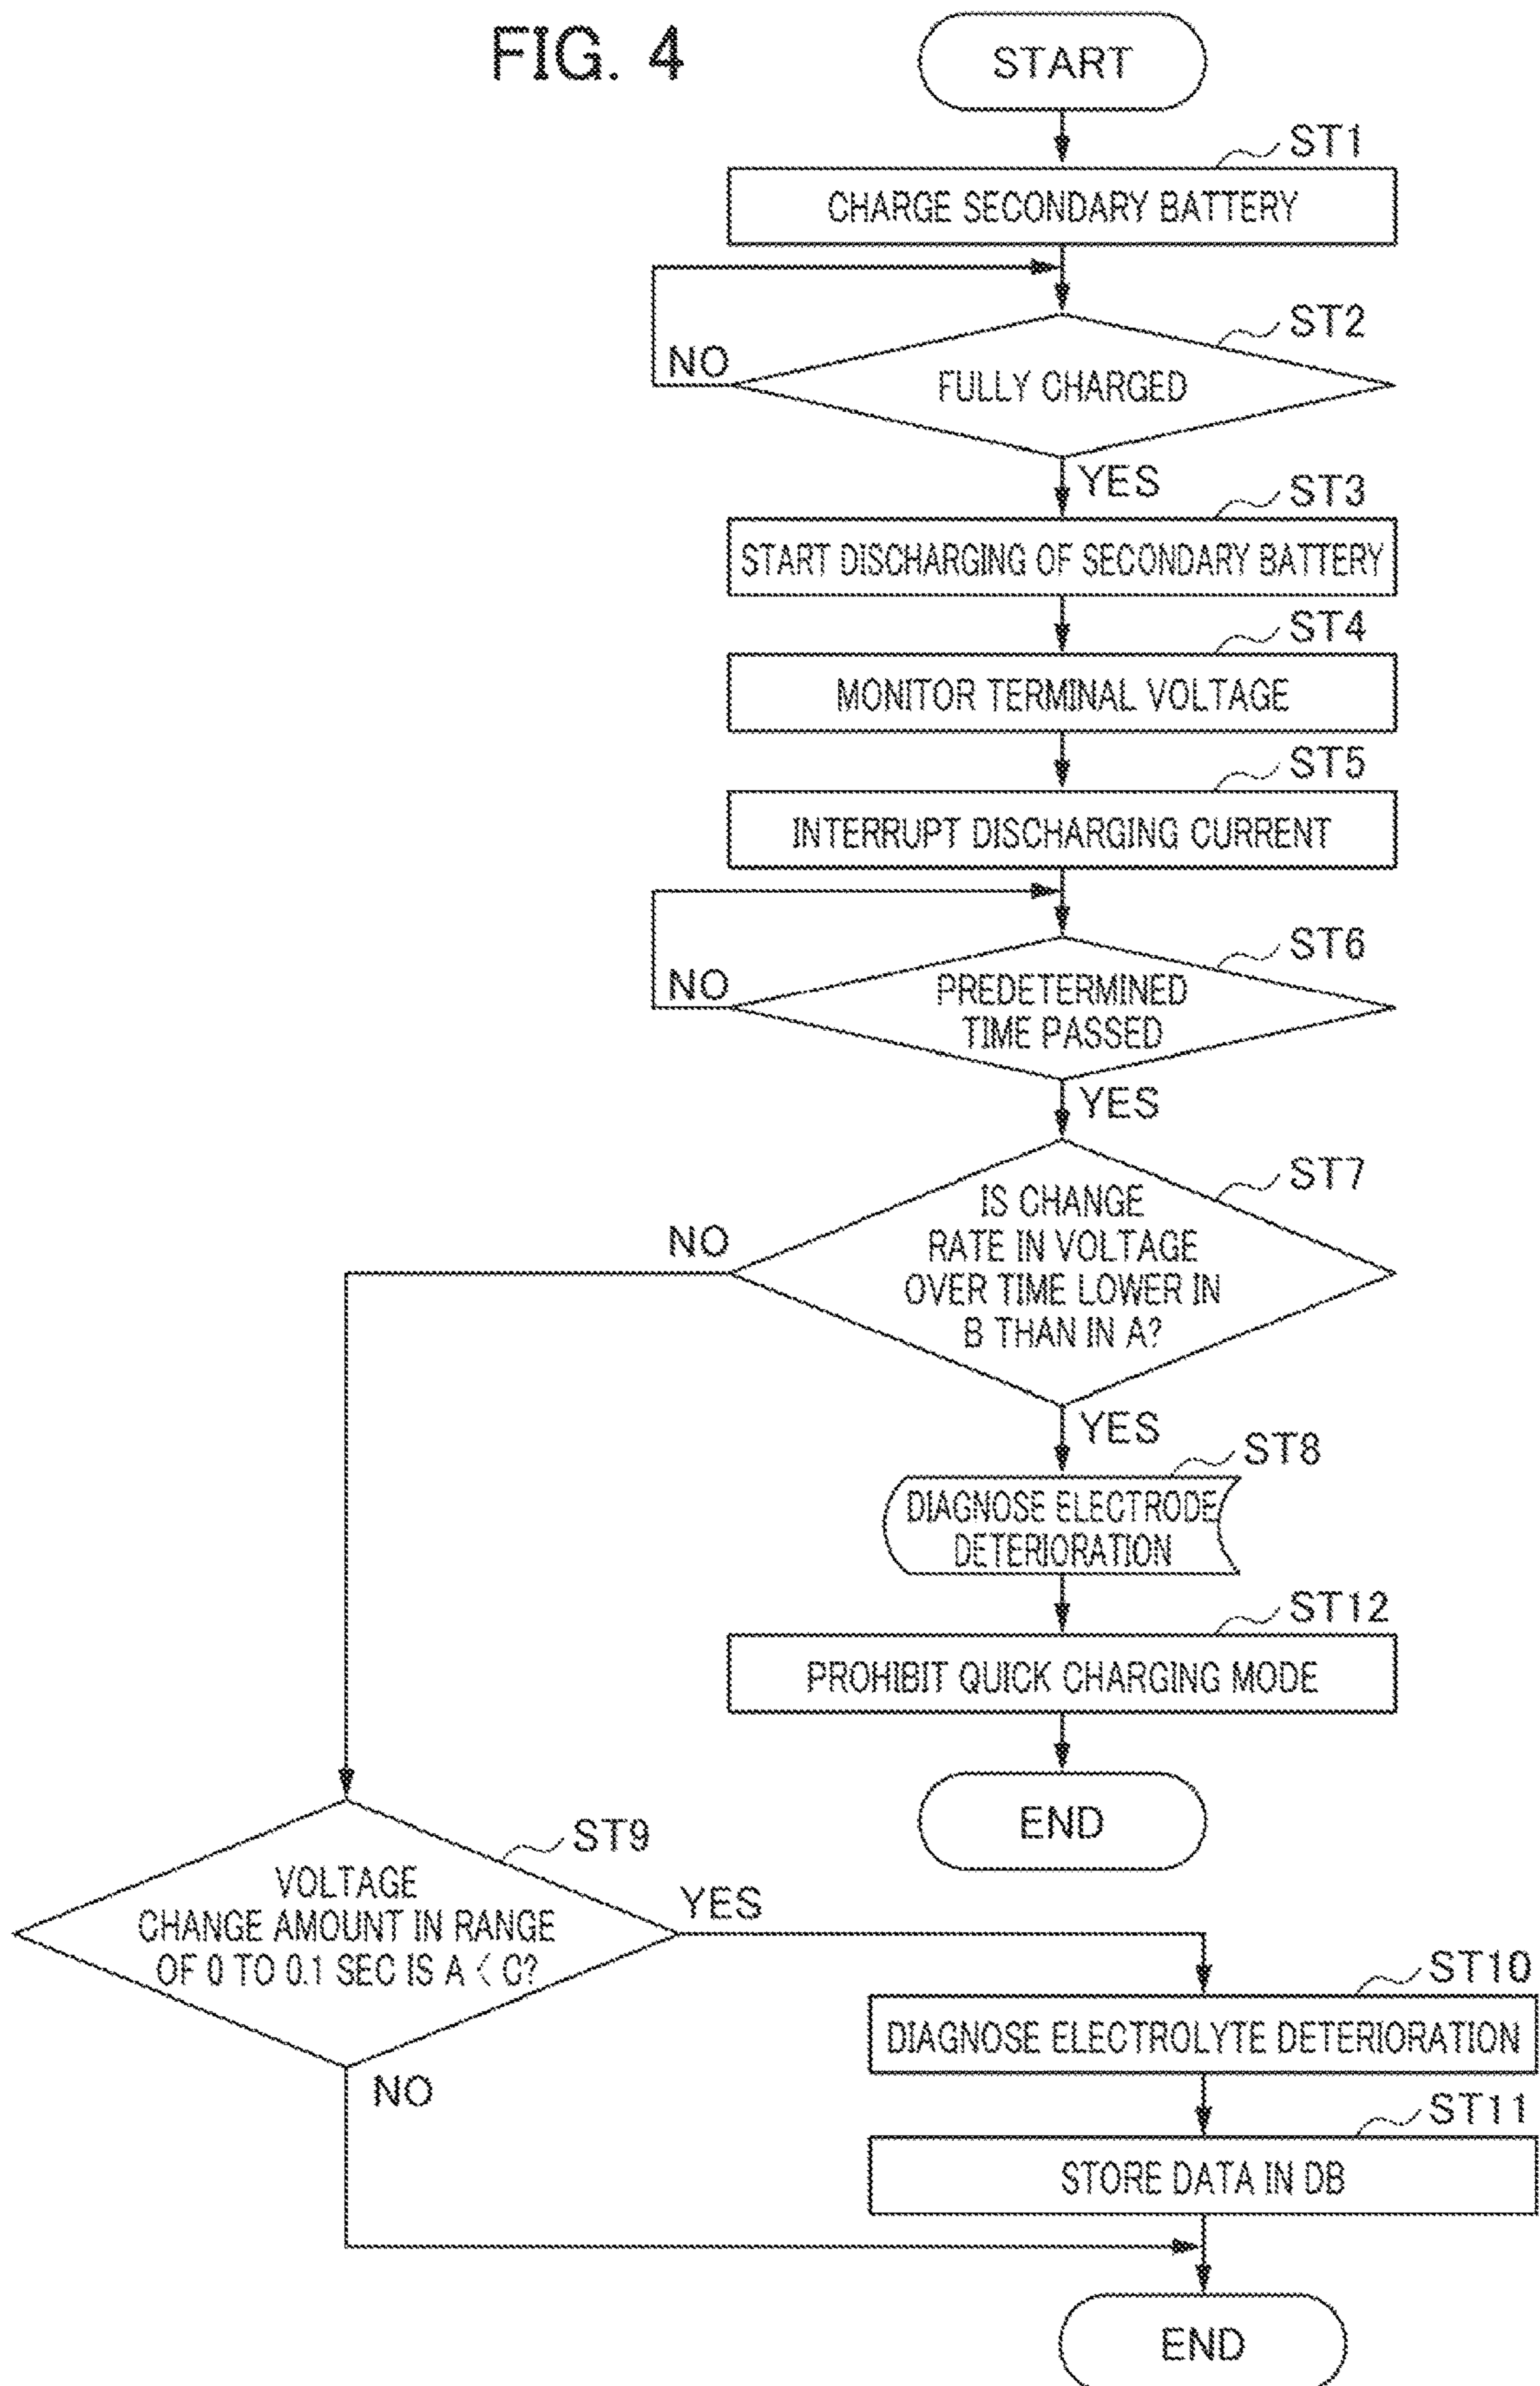 FIG. 4
START
ST1
CHARGE SECONDARY BATTERY
ST2
NO
FULLY CHARGED
YES
ST3
START DISCHARGING OF SECONDARY BATTERY
ST4
MONITOR TERMINAL VOLTAGE
ST5
INTERRUPT DISCHARGING CURRENT
ST6
NO
PREDETERMINED
TIME PASSED
YES
ST7
NO
IS CHANGE
RATE IN VOLTAGE
OVER TIME LOWER IN
B THAN IN A?
YES
ST8
DIAGNOSE ELECTRODE
DETERIORATION
ST12
PROHIBIT QUICK CHARGING MODE
END
ST9
VOLTAGE
CHANGE AMOUNT IN RANGE
OF 0 TO 0.1 SEC IS A < C?
YES
NO
ST10
DIAGNOSE ELECTROLYTE DETERIORATION
ST11
STORE DATA IN DB
END